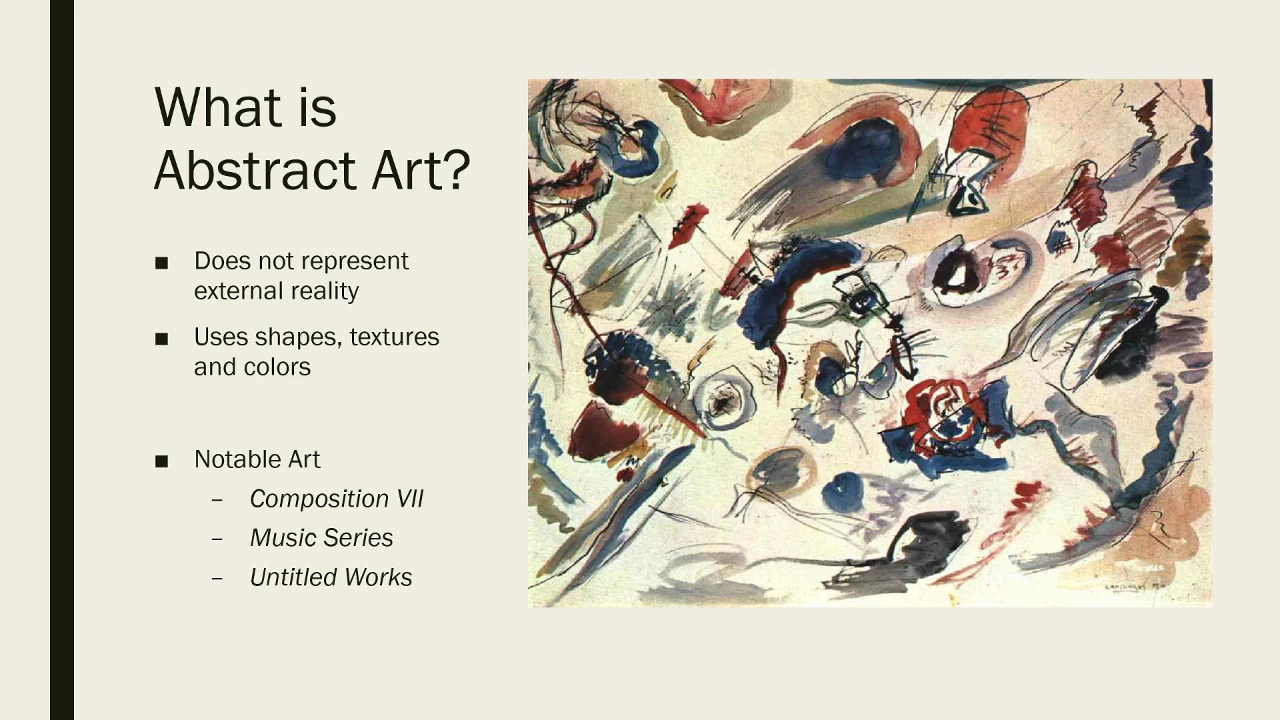 What is
Abstract Art?
■ Does not represent
external reality
■ Uses shapes, textures
and colors
■ Notable Art
– Composition VII
– Music Series
– Untitled Works